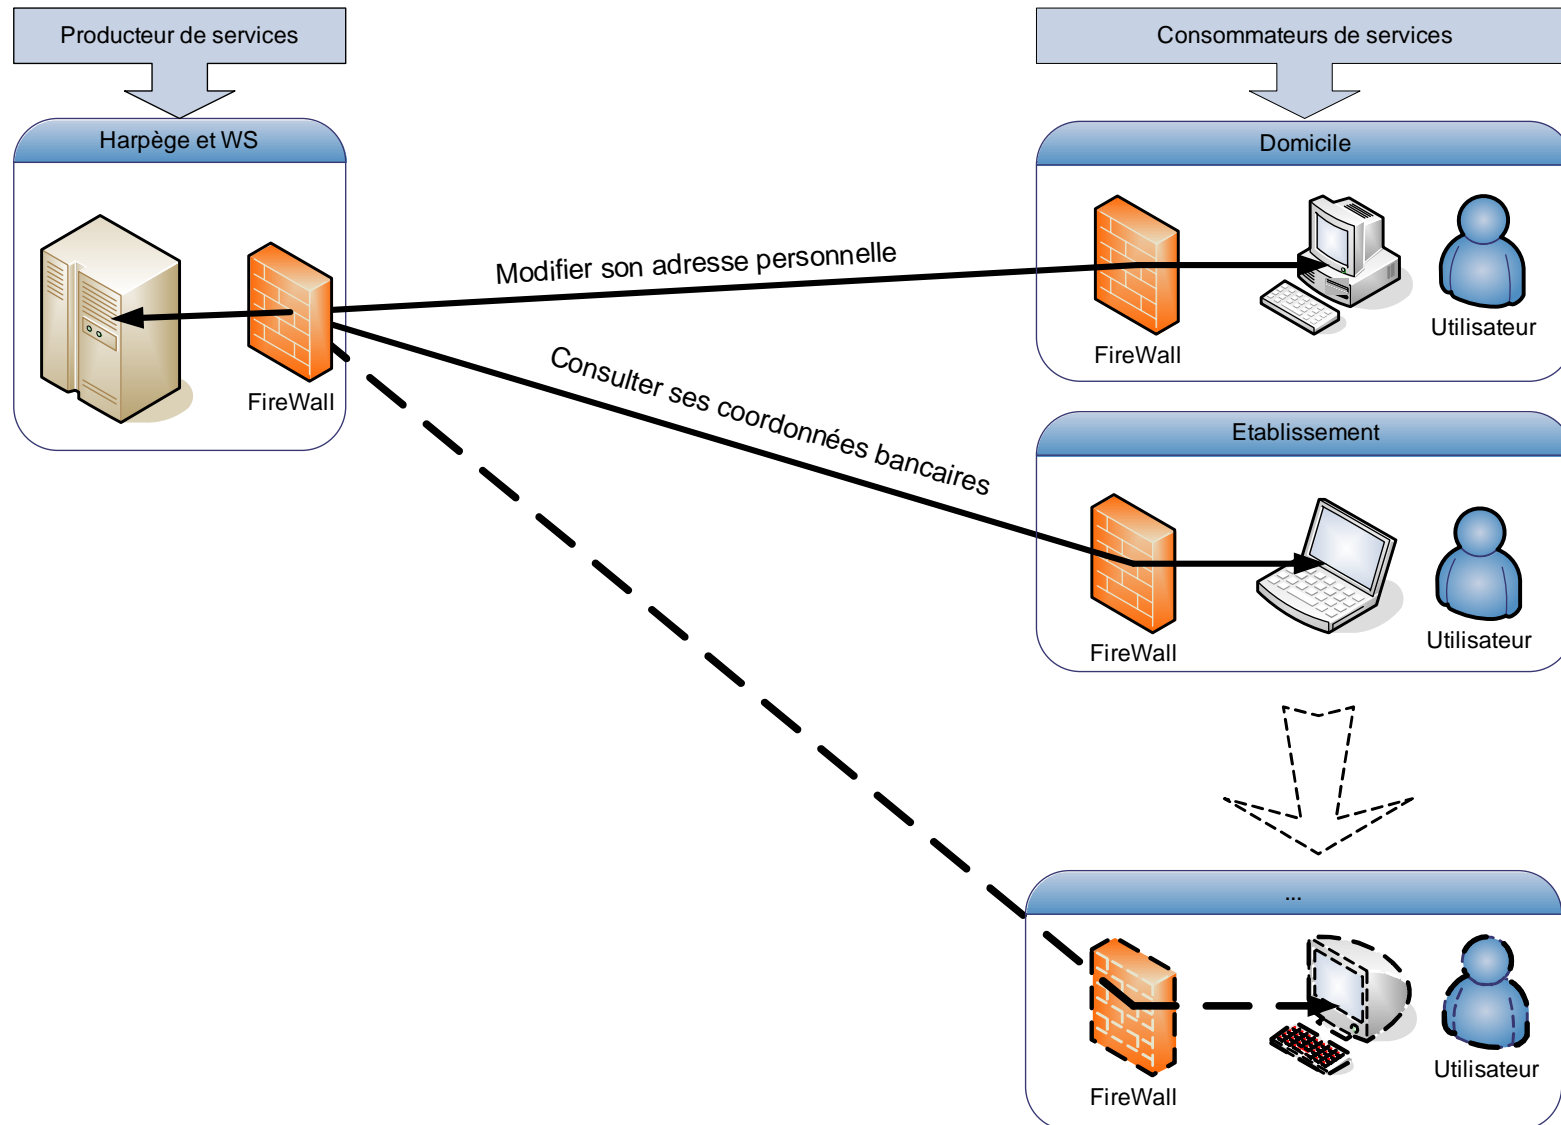 Producteur de services
Consommateurs de services
Harpège et WS
Domicile
Modifier son adresse personnelle
Utilisateur
FireWall
FireWall
Consulter ses coordonnées bancaires
Etablissement
Utilisateur
FireWall
...
Utilisateur
FireWall